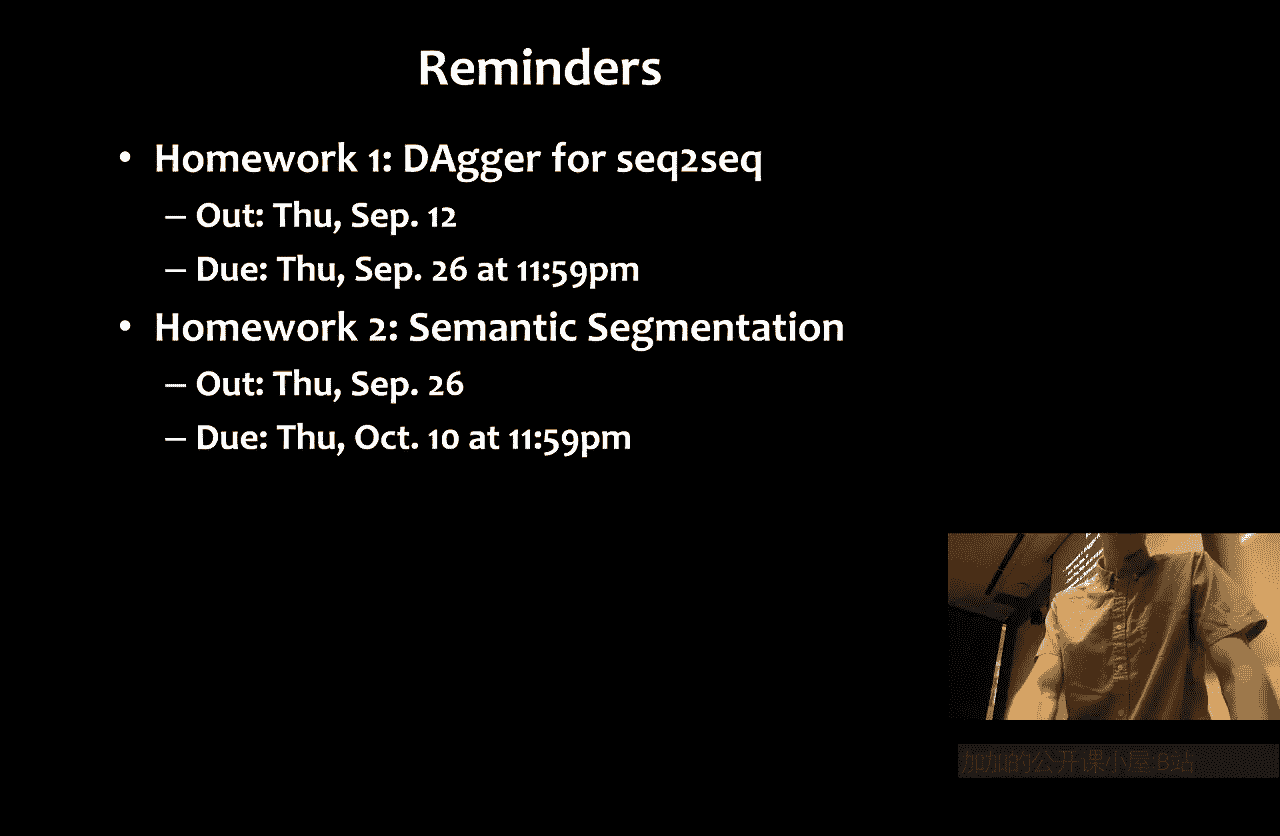 Reminders
• Homework 1: DAgger for seq2seq
– Out: Thu, Sep. 12
– Due: Thu, Sep. 26 at 11:59pm
• Homework 2: Semantic Segmentation
– Out: Thu, Sep. 26
– Due: Thu, Oct. 10 at 11:59pm
加加的公开课小屋:B站